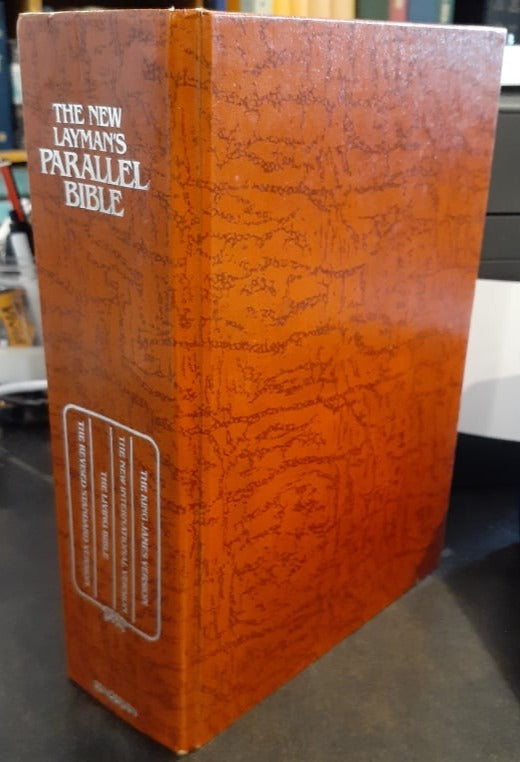 THE NEW
LAYMAN'S
PARALLEL
BIBLE
THE KING JAMES VERSION
THE NEW INTERNATIONAL VERSION
THE LIVING BIBLE
THE REVISED STANDARD VERSION